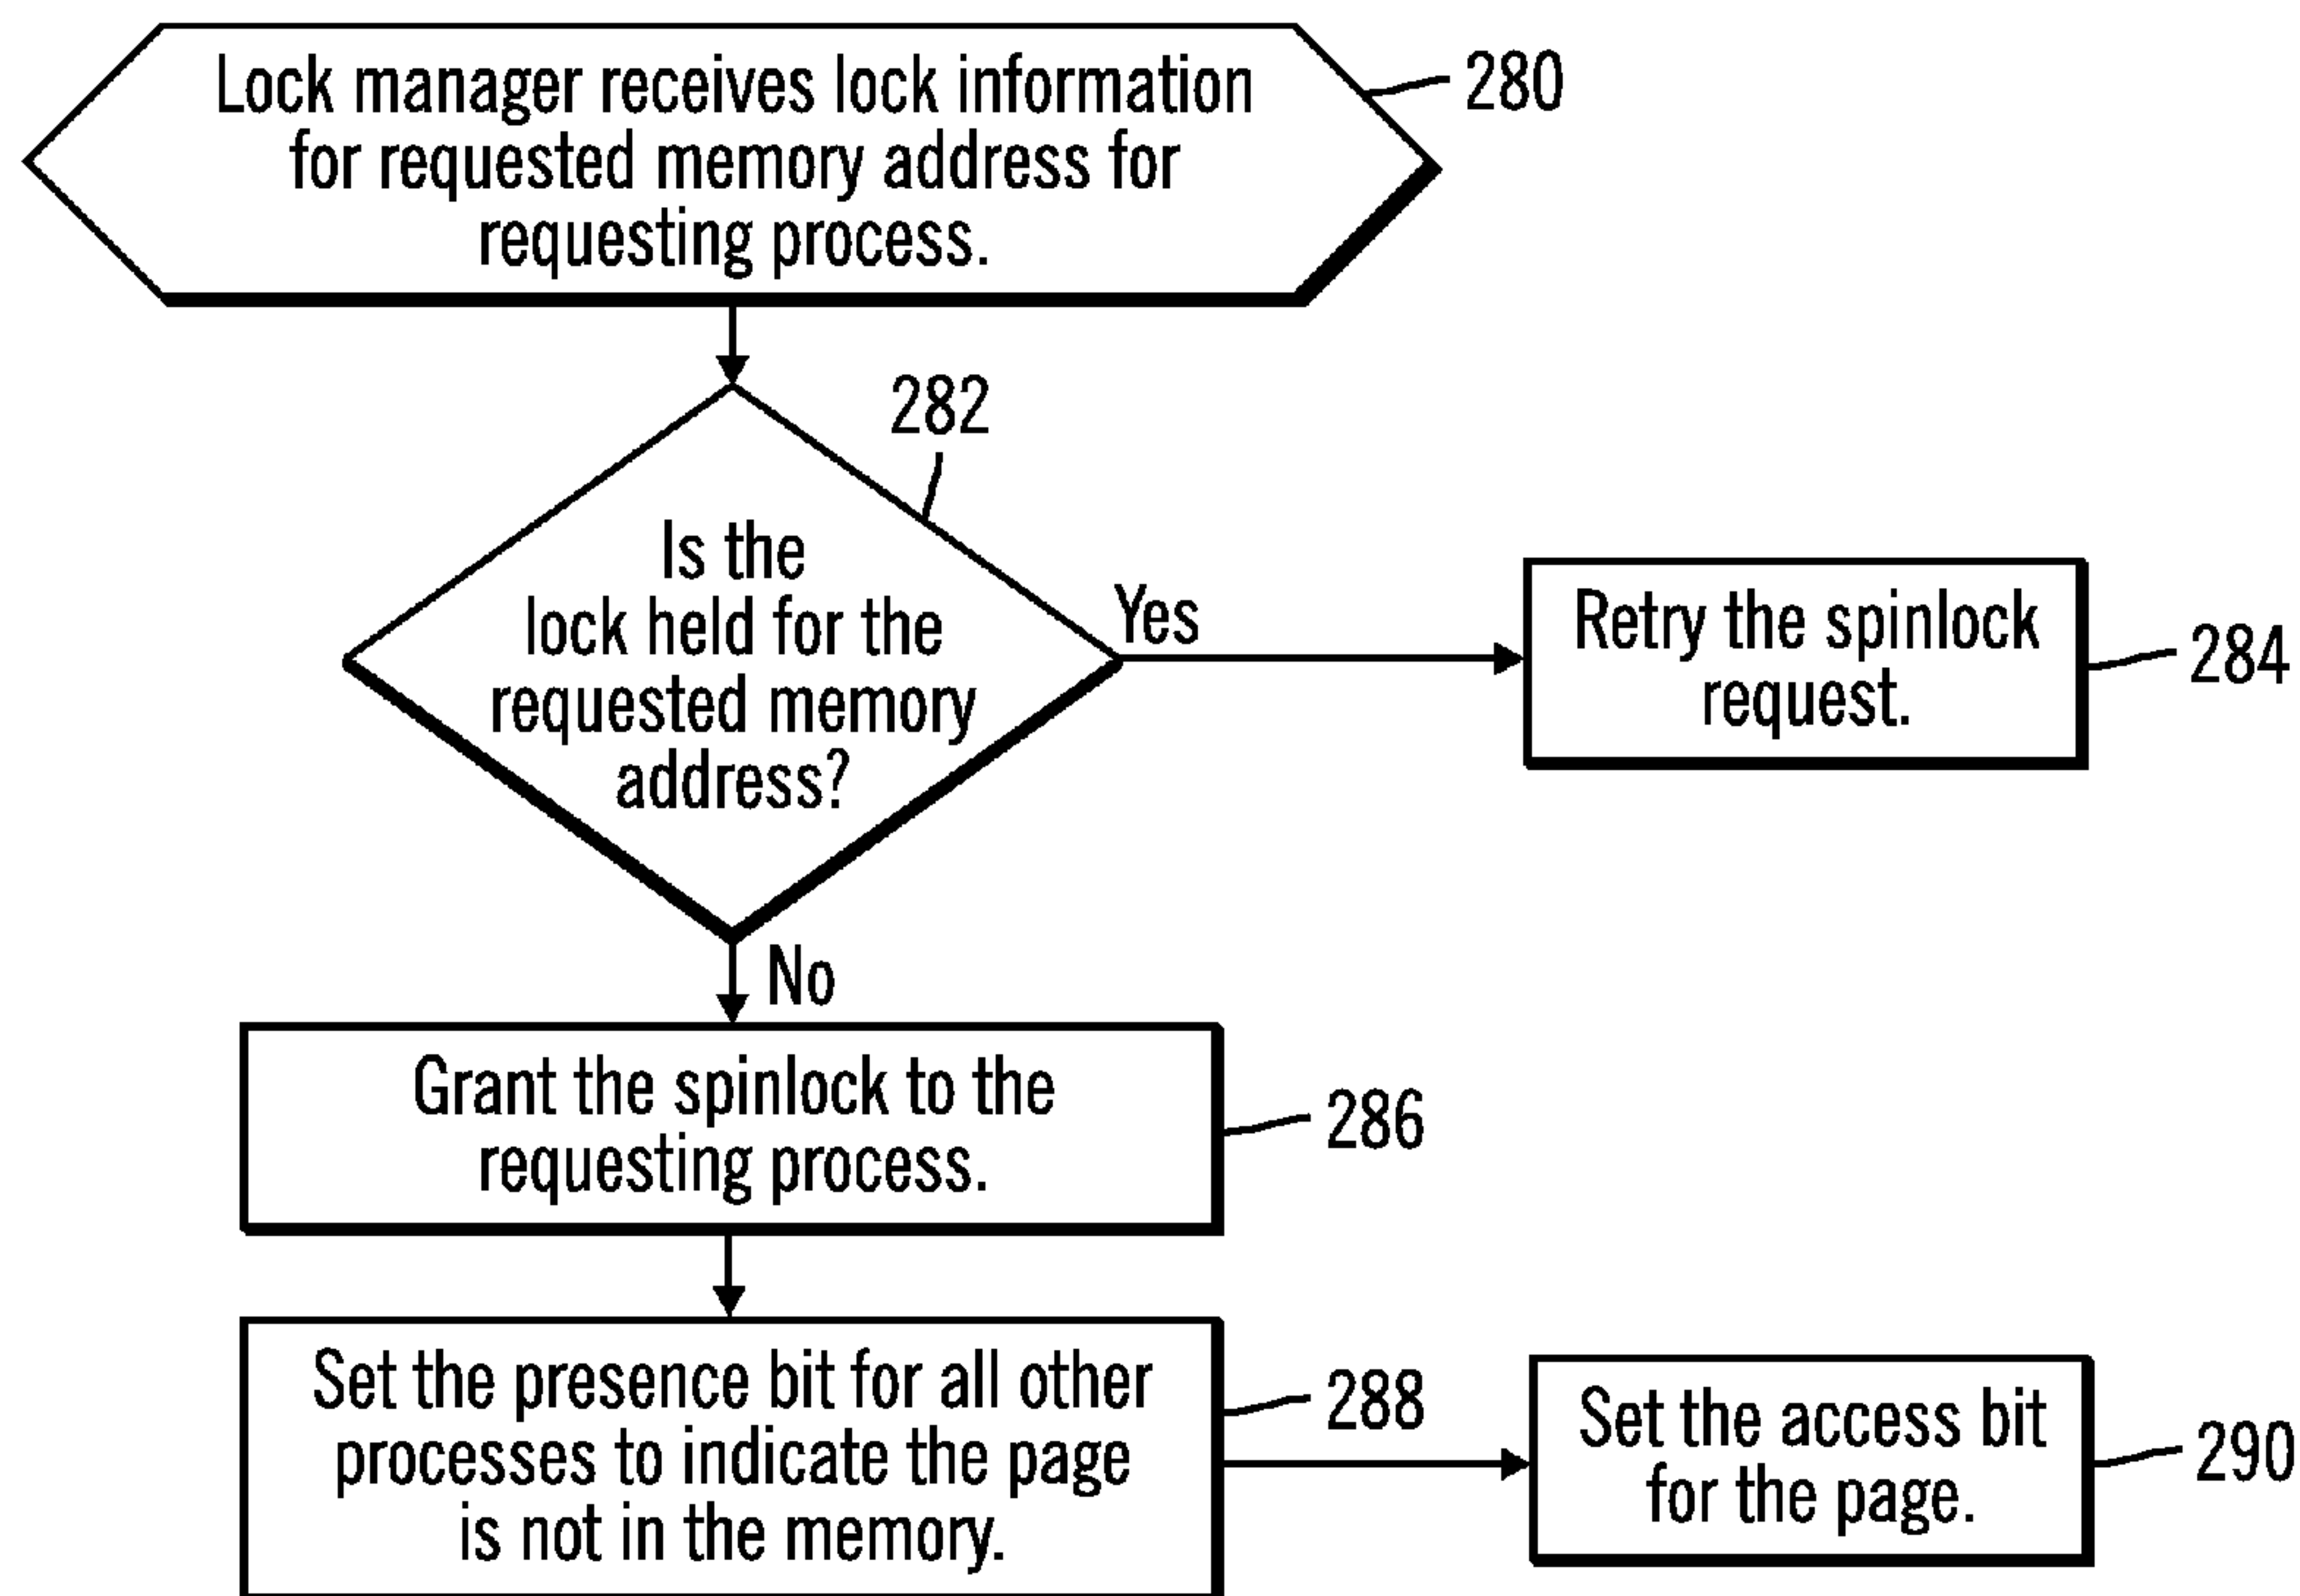 Lock manager receives lock information
for requested memory address for
requesting process.
280
282
Is the
lock held for the
requested memory
address?
Yes
Retry the spinlock
request.
284
No
Grant the spinlock to the
requesting process.
286
Set the presence bit for all other
processes to indicate the page
is not in the memory.
288
Set the access bit
for the page.
290